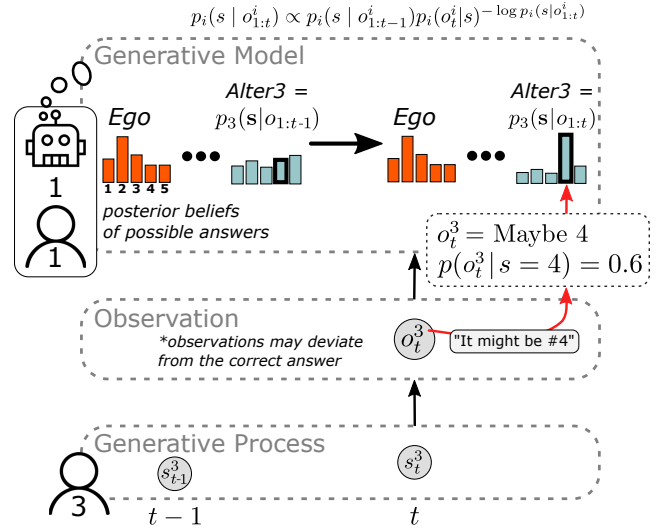 p_i(s | o^i_{1:t}) ∝ p_i(s | o^i_{1:t-1})p_i(o^i_t|s)^{-log p_i(s|o^i_{1:t})}
Generative Model
Ego
Alter3 =
p_3(s|o_{1:t-1})
Ego
Alter3 =
p_3(s|o_{1:t})
•••
•••
1 2 3 4 5
1
posterior beliefs
of possible answers
1
o^3_t = Maybe 4
p(o^3_t | s = 4) = 0.6
Observation
*observations may deviate
from the correct answer
o^3_t
"It might be #4"
Generative Process
s^3_{t-1}
s^3_t
3
t − 1
t